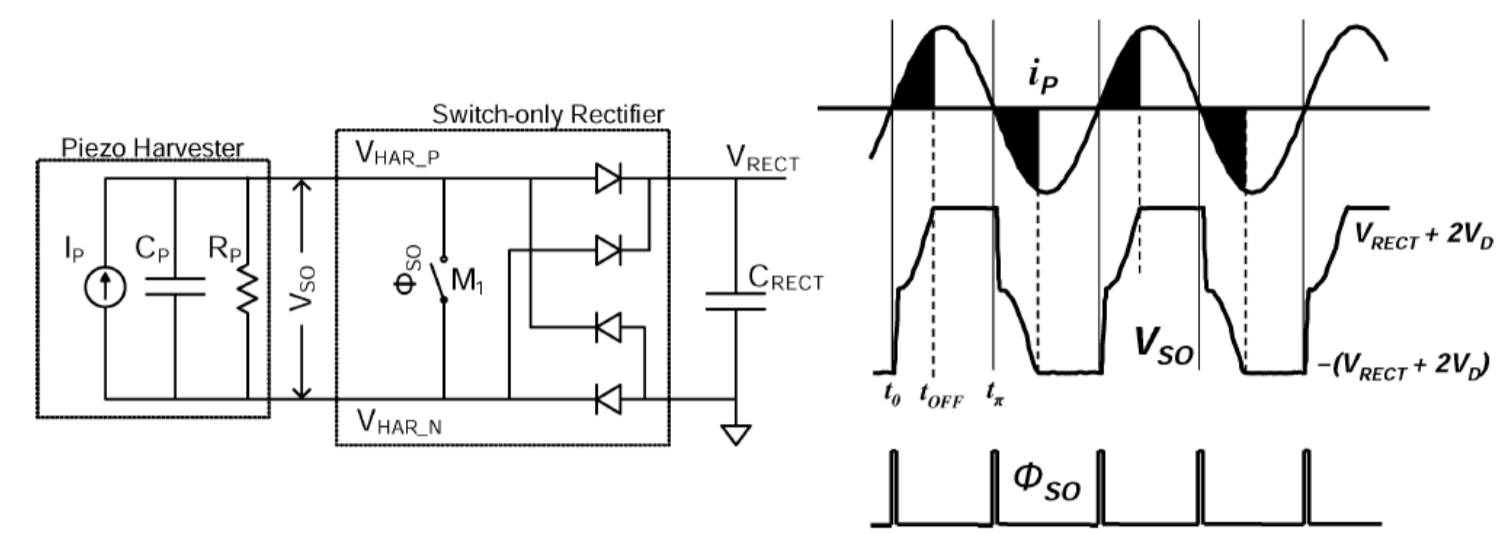 Switch-only Rectifier
Piezo Harvester
V_HAR_P
V_RECT
I_P
C_P
R_P
V_SO
Φ_SO
M_1
C_RECT
V_HAR_N
i_P
V_RECT + 2V_D
V_SO
–(V_RECT + 2V_D)
t_0 t_OFF t_π
Φ_SO